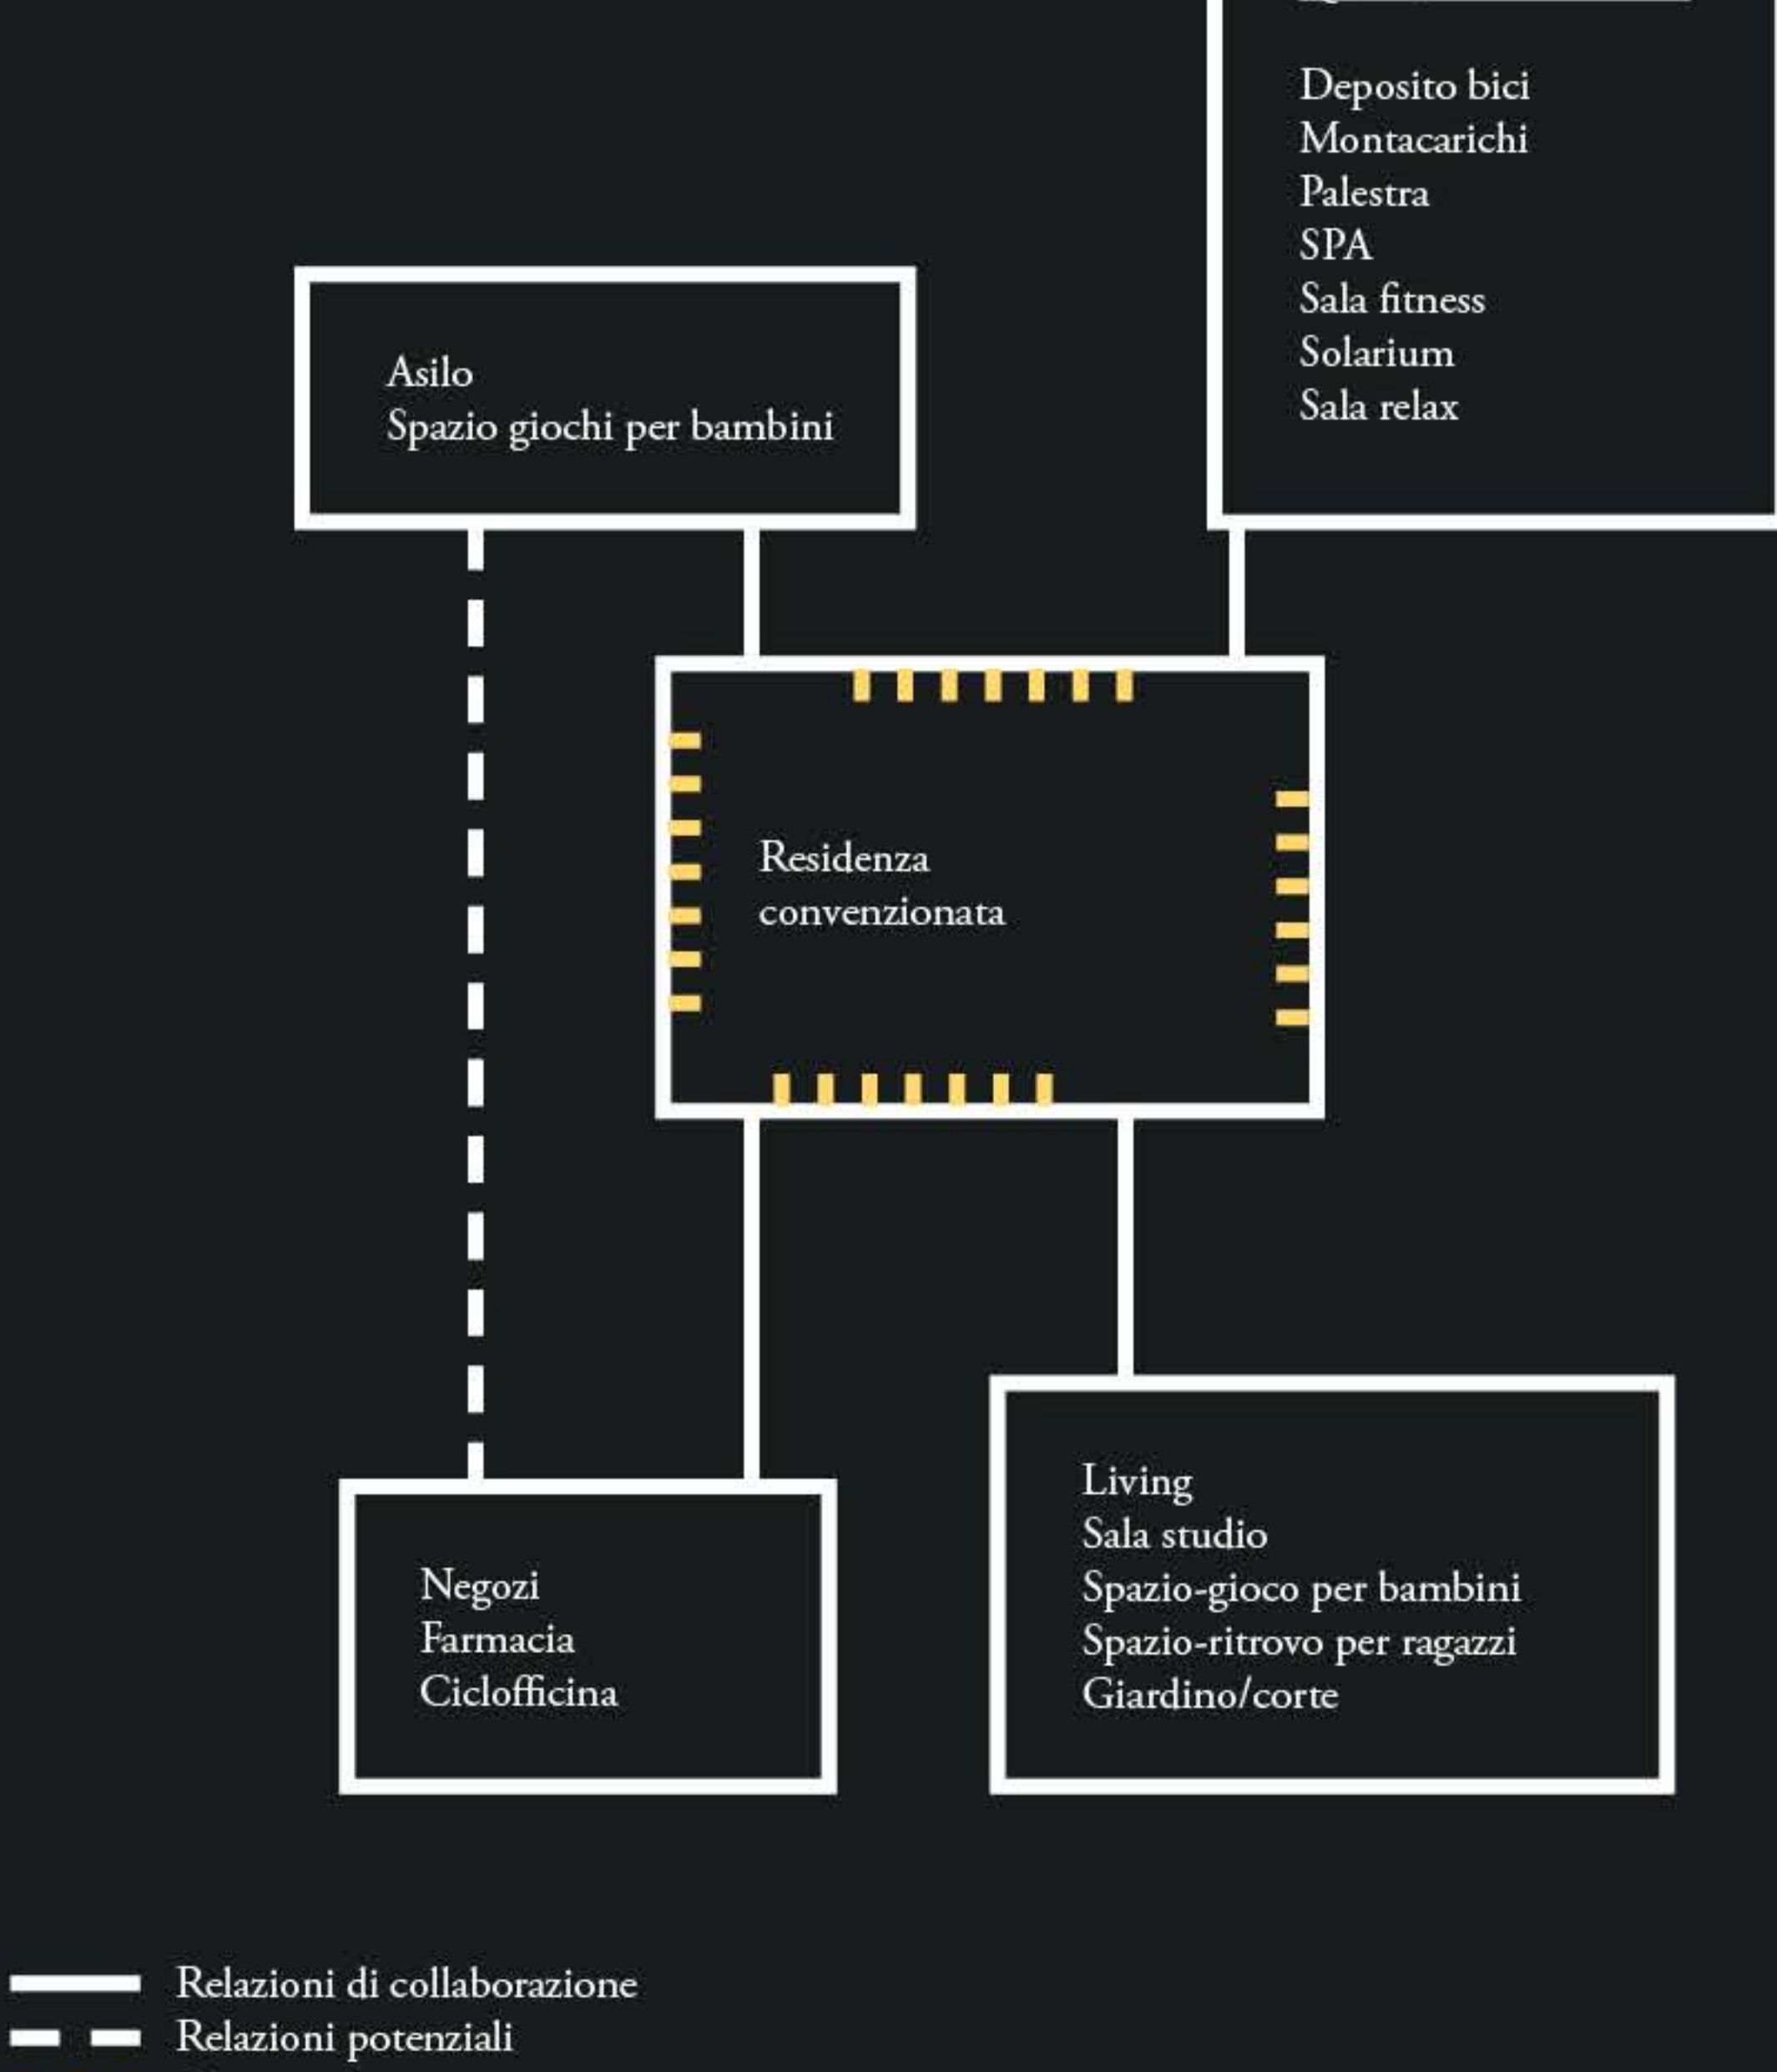 Deposito bici
Montacarichi
Palestra
SPA
Sala fitness
Solarium
Sala relax
Asilo
Spazio giochi per bambini
Residenza
convenzionata
Living
Sala studio
Spazio-gioco per bambini
Spazio-ritrovo per ragazzi
Giardino/corte
Negozi
Farmacia
Ciclofficina
Relazioni di collaborazione
Relazioni potenziali